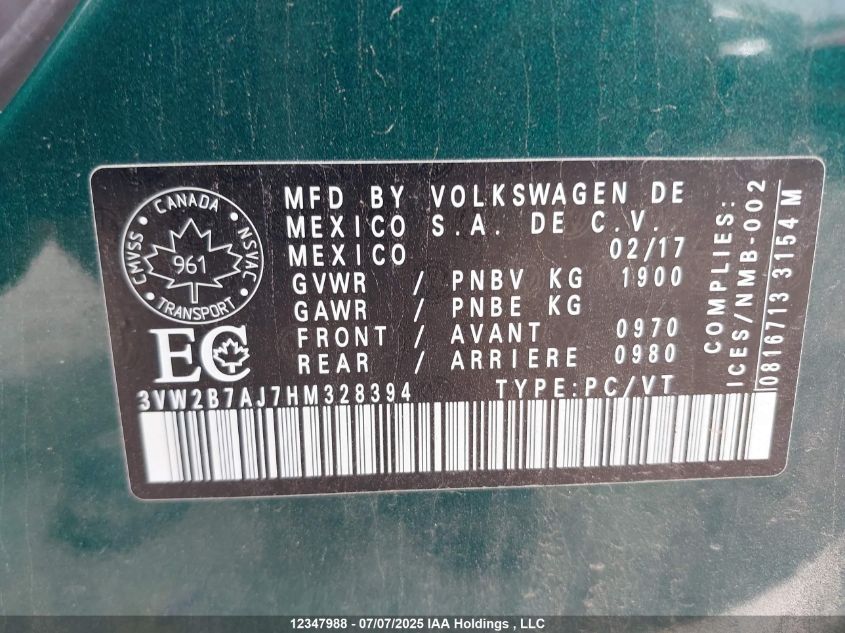 CANADA
CMVSS
NSVAC
961
TRANSPORT
EC
MFD BY VOLKSWAGEN DE
MEXICO S.A. DE C.V.
MEXICO 02/17
GVWR / PNBV KG 1900
GAWR / PNBE KG
FRONT / AVANT 0970
REAR / ARRIERE 0980
3VW2B7AJ7HM328394 TYPE:PC/VT
COMPLIES:
ICES/NMB-002
0816713 3154 M
12347988 - 07/07/2025 IAA Holdings , LLC